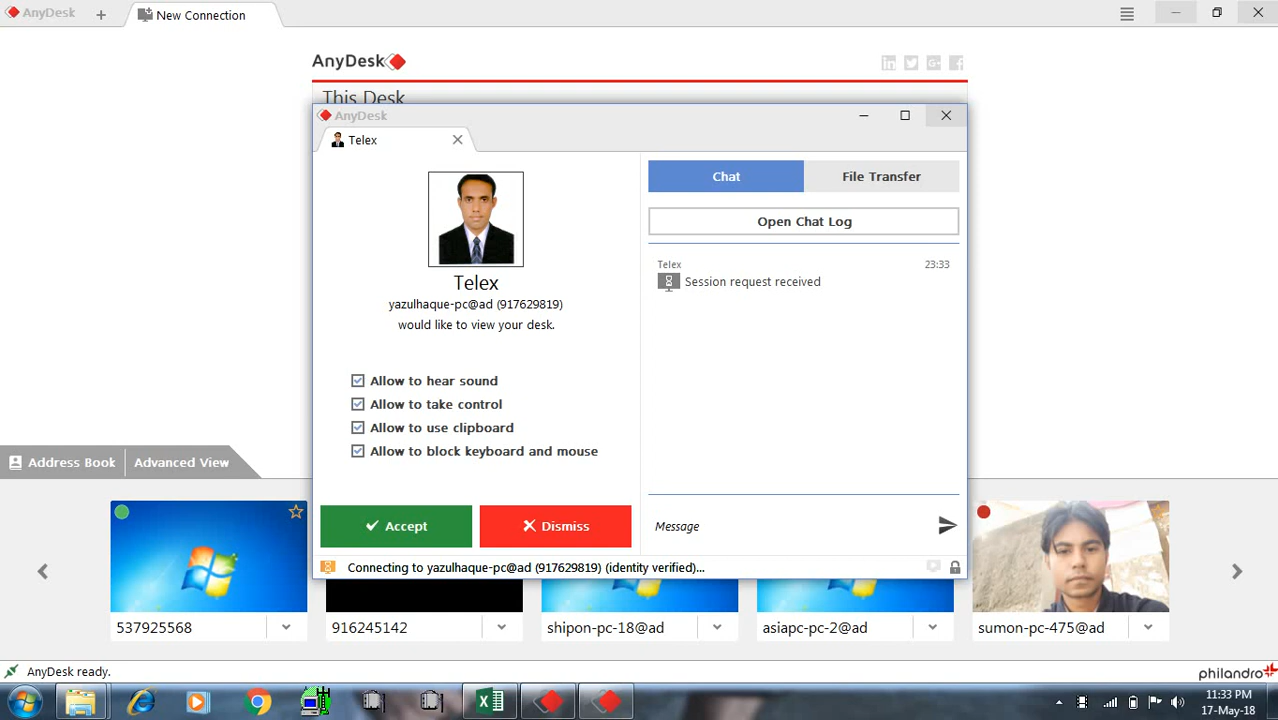 AnyDesk
+
New Connection
AnyDesk
This Desk
AnyDesk
Telex
Telex
yazulhaque-pc@ad (917629819)
would like to view your desk.
Allow to hear sound
Allow to take control
Allow to use clipboard
Allow to block keyboard and mouse
Accept
Dismiss
Chat
File Transfer
Open Chat Log
Telex 23:33
Session request received
Message
Connecting to yazulhaque-pc@ad (917629819) (identity verified)...
Address Book
Advanced View
537925568
916245142
shipon-pc-18@ad
asiapc-pc-2@ad
sumon-pc-475@ad
AnyDesk ready.
philandro
11:33 PM
17-May-18